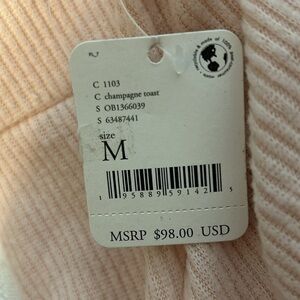 C 1103
C champagne toast
S OB1366039
S 63487441
size
M
1 95889 59142 5
MSRP $98.00 USD